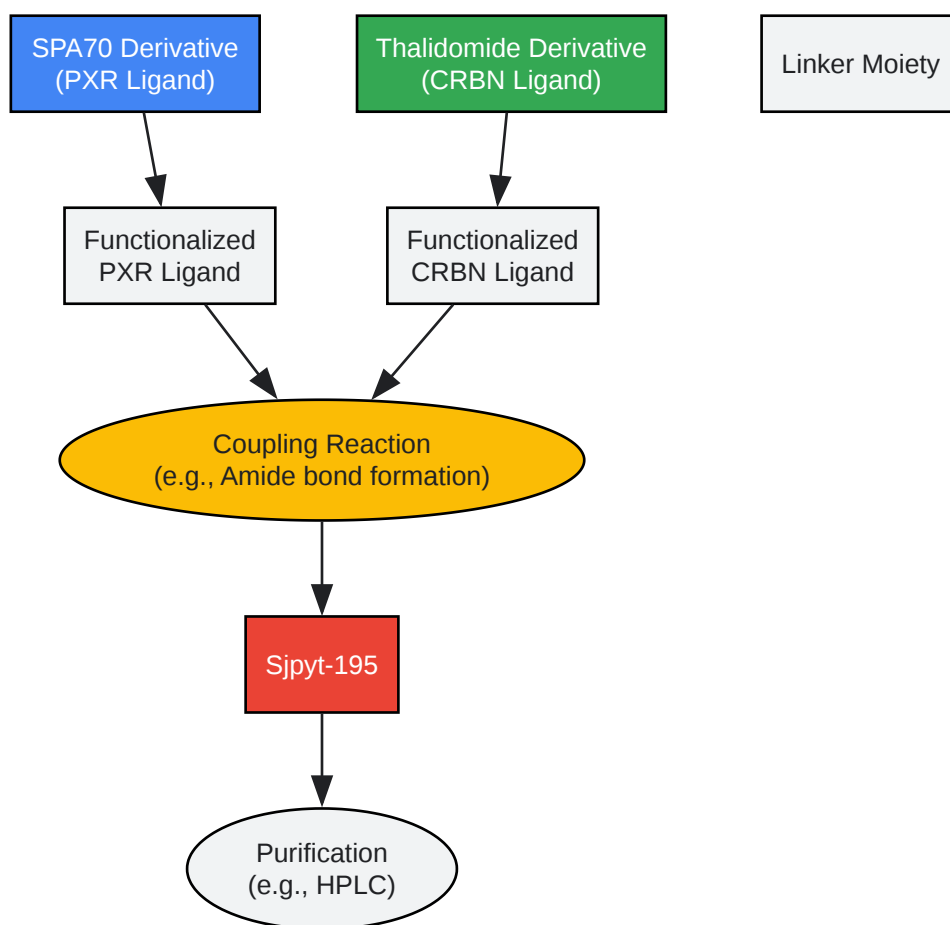 SPA70 Derivative
(PXR Ligand)
Thalidomide Derivative
(CRBN Ligand)
Linker Moiety
Functionalized
PXR Ligand
Functionalized
CRBN Ligand
Coupling Reaction
(e.g., Amide bond formation)
Sjpyt-195
Purification
(e.g., HPLC)